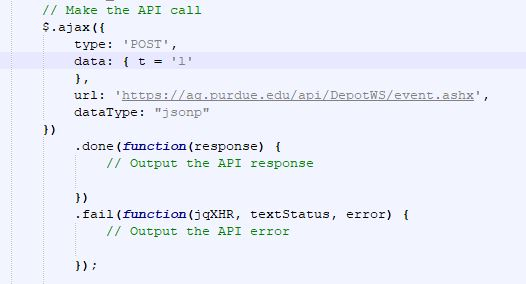 // Make the API call
$.ajax({
type: 'POST',
data: { t = '1'
},
url: 'https://ag.purdue.edu/api/DepotWS/event.ashx',
dataType: "jsonp"
})
.done(function(response) {
// Output the API response
})
.fail(function(jqXHR, textStatus, error) {
// Output the API error
});